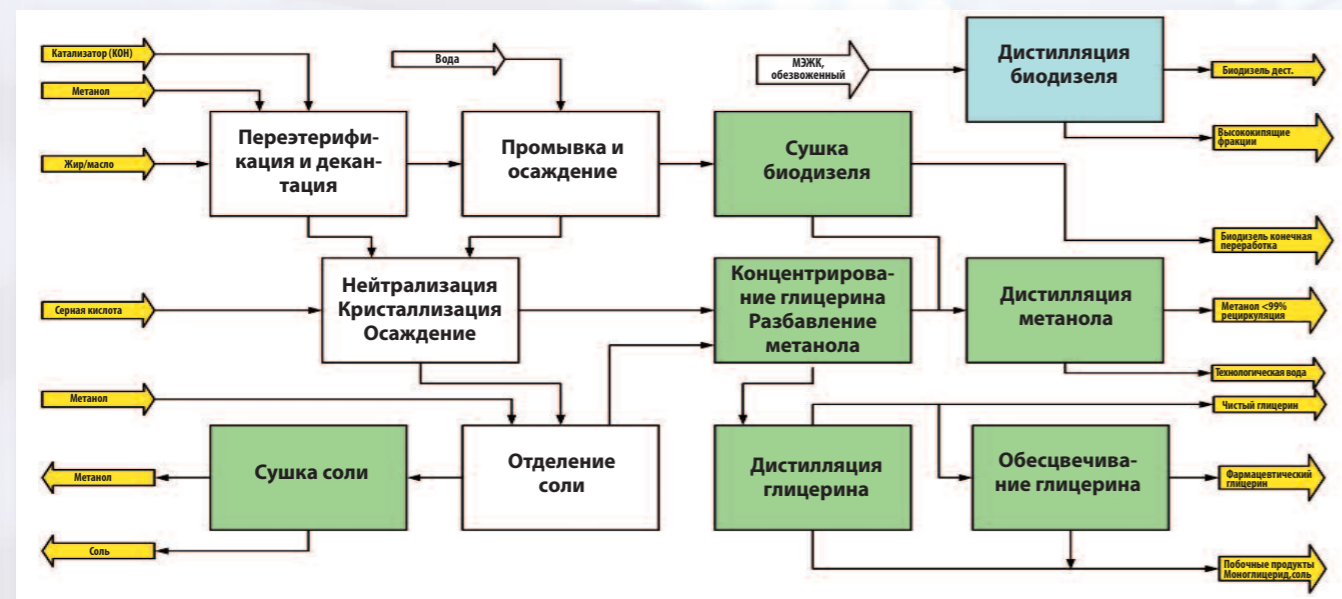 Катализатор (КОН)
Метанол
Жир/масло
Вода
МЭЖК,
обезвоженный
Дистилляция
биодизеля
Биодизель дест.
Высококипящие
фракции
Переэтерифи-
кация и декан-
тация
Промывка и
осаждение
Сушка
биодизеля
Биодизель конечная
переработка
Серная кислота
Нейтрализация
Кристаллизация
Осаждение
Концентрирова-
ние глицерина
Разбавление
метанола
Дистилляция
метанола
Метанол <99%
рециркуляция
Технологическая вода
Метанол
Чистый глицерин
Метанол
Сушка соли
Отделение
соли
Дистилляция
глицерина
Обесцвечива-
ние глицерина
Фармацевтический
глицерин
Соль
Побочные продукты
Моноглицерид,соль